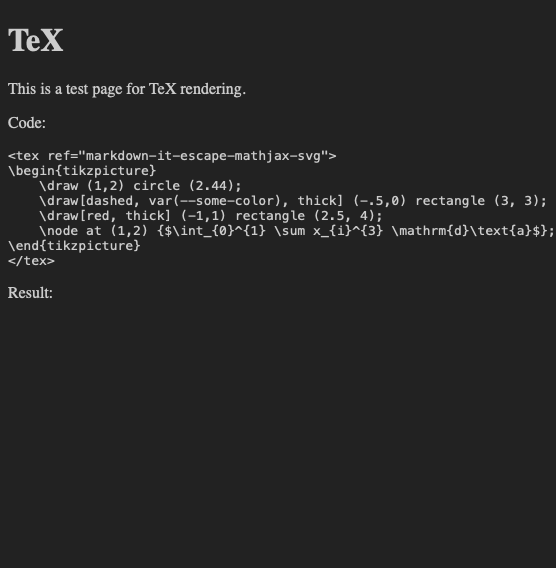 TeX
This is a test page for TeX rendering.
Code:
<tex ref="markdown-it-escape-mathjax-svg">
\begin{tikzpicture}
    \draw (1,2) circle (2.44);
    \draw[dashed, var(--some-color), thick] (-.5,0) rectangle (3, 3);
    \draw[red, thick] (-1,1) rectangle (2.5, 4);
    \node at (1,2) {$\int_{0}^{1} \sum x_{i}^{3} \mathrm{d}\text{a}$};
\end{tikzpicture}
</tex>
Result: